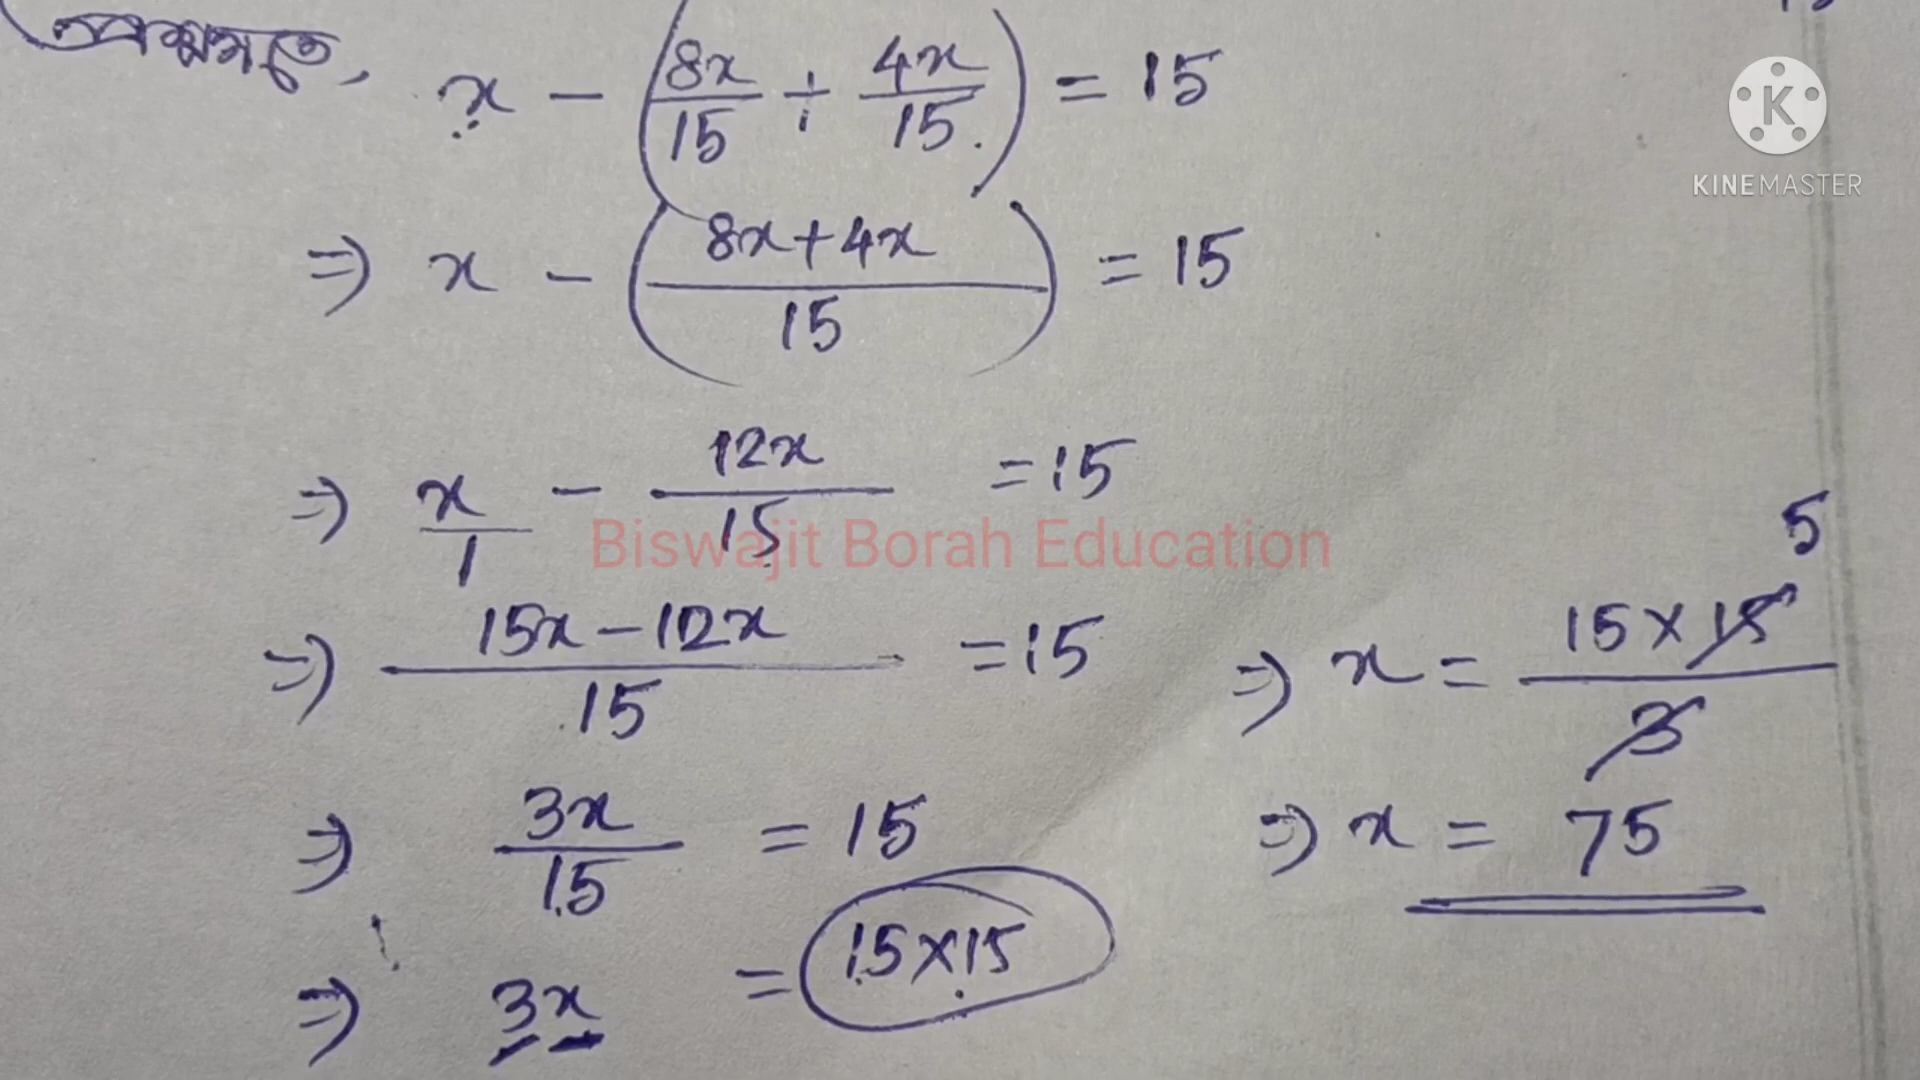 প্ৰশ্নমতে, x - (8x/15 + 4x/15) = 15
⇒ x - (8x+4x/15) = 15
⇒ x/1 - 12x/15 = 15
⇒ 15x-12x/15 = 15
⇒ 3x/15 = 15
⇒ 3x = 15×15
⇒ x = 15×15/3 5
⇒ x = 75
KINEMASTER
Biswajit Borah Education